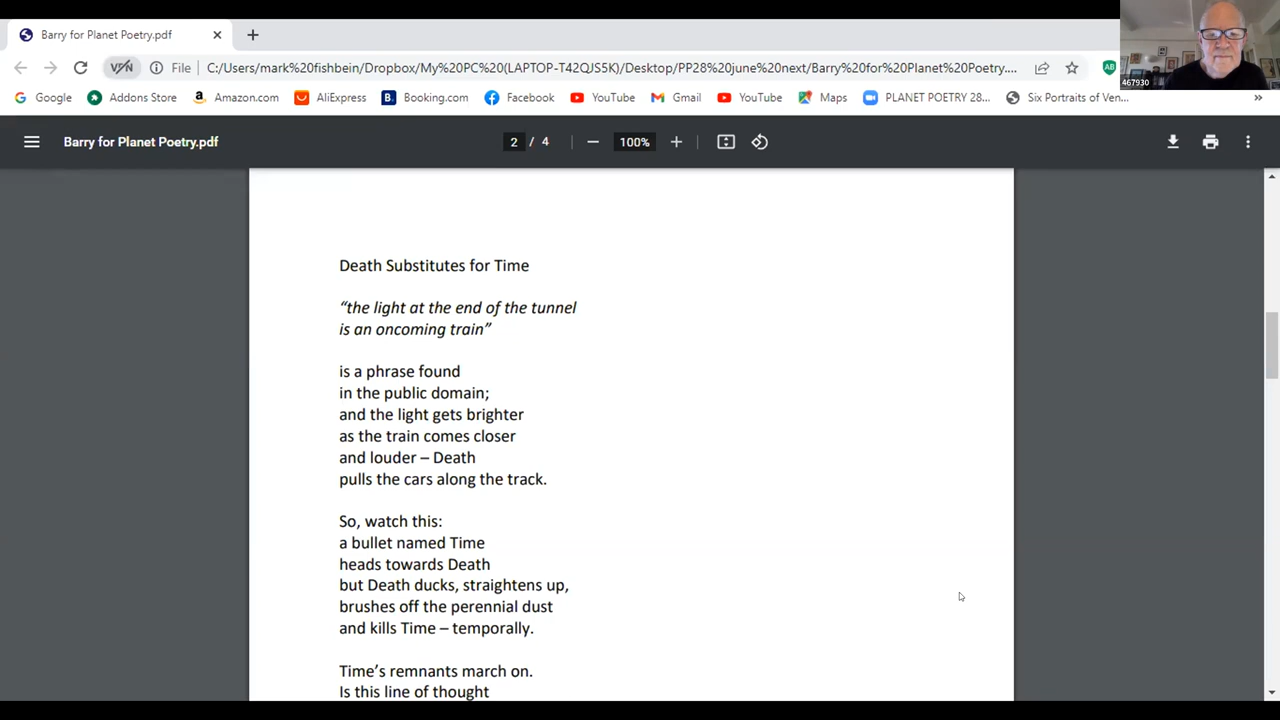 Barry for Planet Poetry.pdf
VPN File C:/Users/mark%20fishbein/Dropbox/My%20PC%20(LAPTOP-T42QJS5K)/Desktop/PP28%20june%20next/Barry%20for%20Planet%20Poetry....
AB
467930
Google Addons Store Amazon.com AliExpress Booking.com Facebook YouTube Gmail YouTube Maps PLANET POETRY 28... Six Portraits of Ven... »
Barry for Planet Poetry.pdf 2 / 4 100%
Death Substitutes for Time
“the light at the end of the tunnel
is an oncoming train”
is a phrase found
in the public domain;
and the light gets brighter
as the train comes closer
and louder – Death
pulls the cars along the track.
So, watch this:
a bullet named Time
heads towards Death
but Death ducks, straightens up,
brushes off the perennial dust
and kills Time – temporally.
Time’s remnants march on.
Is this line of thought